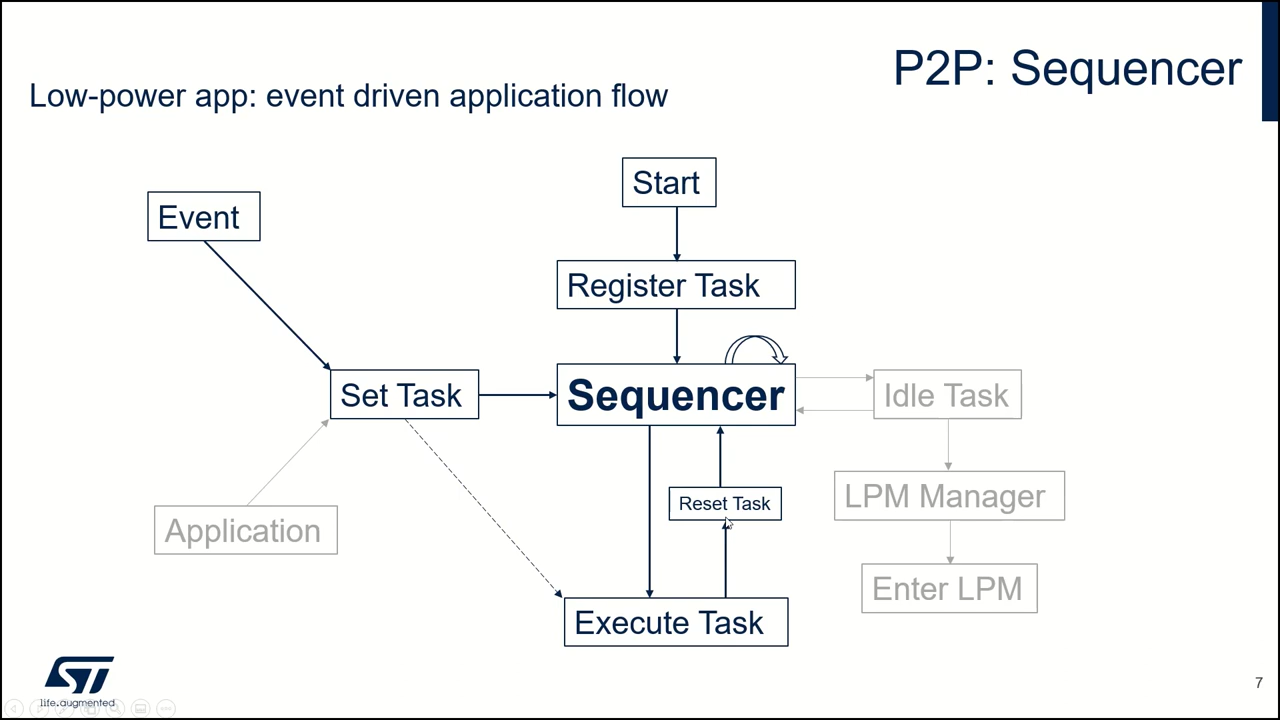 P2P: Sequencer
Low-power app: event driven application flow
Start
Event
Register Task
Set Task
Sequencer
Idle Task
LPM Manager
Reset Task
Application
Enter LPM
Execute Task
ST
life.augmented
7